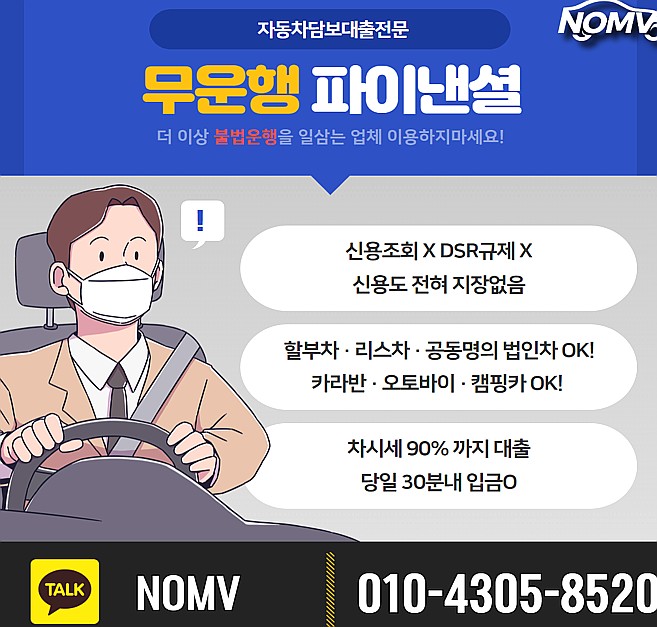 자동차담보대출전문
NOMV
무운행 파이낸셜
더 이상 불법운행을 일삼는 업체 이용하지마세요!
!
신용조회 X DSR규제 X
신용도 전혀 지장없음
할부차 · 리스차 · 공동명의 법인차 OK!
카라반 · 오토바이 · 캠핑카 OK!
차시세 90% 까지 대출
당일 30분내 입금O
TALK
NOMV
010-4305-8520